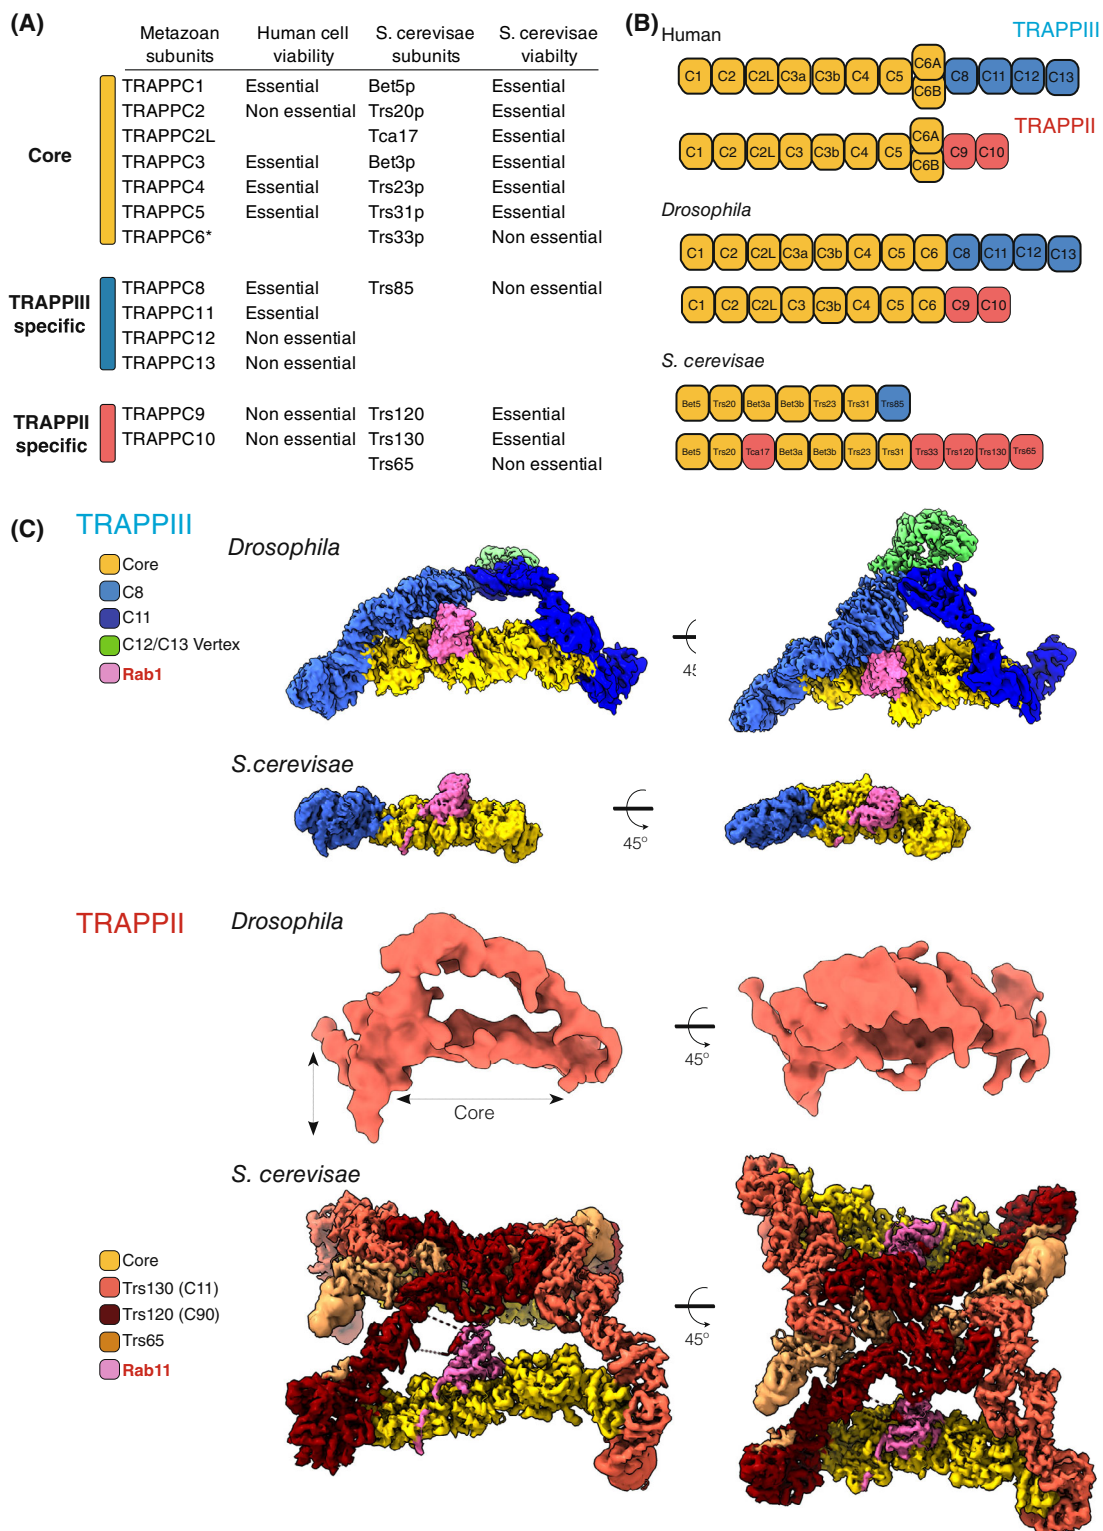 (A)
Metazoan subunits Human cell viability S. cerevisae subunits S. cerevisae viabilty
Core
TRAPPC1 Essential Bet5p Essential
TRAPPC2 Non essential Trs20p Essential
TRAPPC2L Tca17 Essential
TRAPPC3 Essential Bet3p Essential
TRAPPC4 Essential Trs23p Essential
TRAPPC5 Essential Trs31p Essential
TRAPPC6* Trs33p Non essential
TRAPPIII specific
TRAPPC8 Essential Trs85 Non essential
TRAPPC11 Essential
TRAPPC12 Non essential
TRAPPC13 Non essential
TRAPPII specific
TRAPPC9 Non essential Trs120 Essential
TRAPPC10 Non essential Trs130 Essential
Trs65 Non essential
(B)
Human TRAPPIII
C1 C2 C2L C3a C3b C4 C5 C6A C6B C8 C11 C12 C13
TRAPPII
C1 C2 C2L C3 C3b C4 C5 C6A C6B C9 C10
Drosophila
C1 C2 C2L C3a C3b C4 C5 C6 C8 C11 C12 C13
C1 C2 C2L C3 C3b C4 C5 C6 C9 C10
S. cerevisae
Bet5 Trs20 Bet3a Bet3b Trs23 Trs31 Trs85
Bet5 Trs20 Tca17 Bet3a Bet3b Trs23 Trs31 Trs33 Trs120 Trs130 Trs65
(C)
TRAPPIII
Core
C8
C11
C12/C13 Vertex
Rab1
Drosophila
45
S.cerevisae
45°
TRAPPII
Drosophila
Core
45°
S. cerevisae
Core
Trs130 (C11)
Trs120 (C90)
Trs65
Rab11
45°